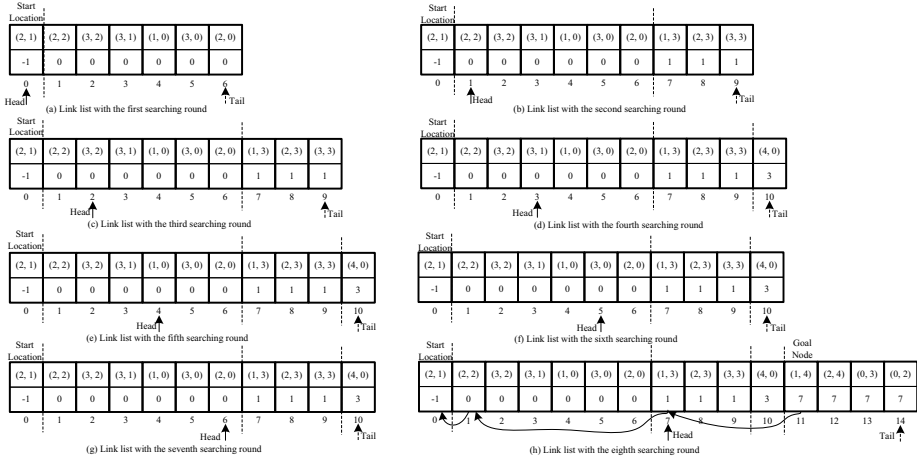 Start
Location
(2, 1) (2, 2) (3, 2) (3, 1) (1, 0) (3, 0) (2, 0)
-1 0 0 0 0 0 0
0 1 2 3 4 5 6
Head Tail
(a) Link list with the first searching round
Start
Location
(2, 1) (2, 2) (3, 2) (3, 1) (1, 0) (3, 0) (2, 0) (1, 3) (2, 3) (3, 3)
-1 0 0 0 0 0 0 1 1 1
0 1 2 3 4 5 6 7 8 9
Head Tail
(b) Link list with the second searching round
Start
Location
(2, 1) (2, 2) (3, 2) (3, 1) (1, 0) (3, 0) (2, 0) (1, 3) (2, 3) (3, 3)
-1 0 0 0 0 0 0 1 1 1
0 1 2 3 4 5 6 7 8 9
Head Tail
(c) Link list with the third searching round
Start
Location
(2, 1) (2, 2) (3, 2) (3, 1) (1, 0) (3, 0) (2, 0) (1, 3) (2, 3) (3, 3) (4, 0)
-1 0 0 0 0 0 0 1 1 1 3
0 1 2 3 4 5 6 7 8 9 10
Head Tail
(d) Link list with the fourth searching round
Start
Location
(2, 1) (2, 2) (3, 2) (3, 1) (1, 0) (3, 0) (2, 0) (1, 3) (2, 3) (3, 3) (4, 0)
-1 0 0 0 0 0 0 1 1 1 3
0 1 2 3 4 5 6 7 8 9 10
Head Tail
(e) Link list with the fifth searching round
Start
Location
(2, 1) (2, 2) (3, 2) (3, 1) (1, 0) (3, 0) (2, 0) (1, 3) (2, 3) (3, 3) (4, 0)
-1 0 0 0 0 0 0 1 1 1 3
0 1 2 3 4 5 6 7 8 9 10
Head Tail
(f) Link list with the sixth searching round
Start
Location
(2, 1) (2, 2) (3, 2) (3, 1) (1, 0) (3, 0) (2, 0) (1, 3) (2, 3) (3, 3) (4, 0)
-1 0 0 0 0 0 0 1 1 1 3
0 1 2 3 4 5 6 7 8 9 10
Head Tail
(g) Link list with the seventh searching round
Start
Location
Goal
Node
(2, 1) (2, 2) (3, 2) (3, 1) (1, 0) (3, 0) (2, 0) (1, 3) (2, 3) (3, 3) (4, 0) (1, 4) (2, 4) (0, 3) (0, 2)
-1 0 0 0 0 0 0 1 1 1 3 7 7 7 7
0 1 2 3 4 5 6 7 8 9 10 11 12 13 14
Head Tail
(h) Link list with the eighth searching round